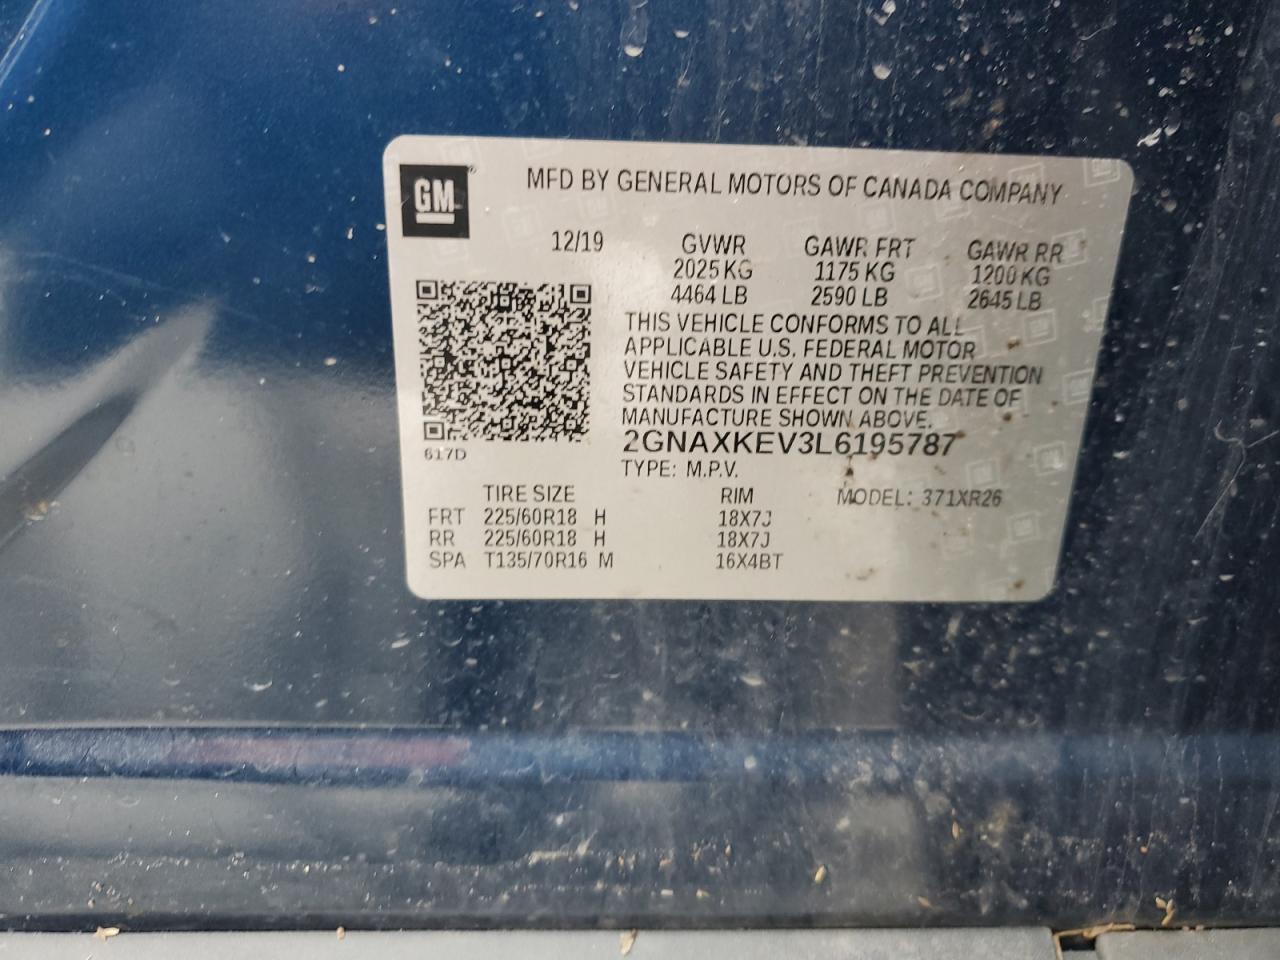 GM
MFD BY GENERAL MOTORS OF CANADA COMPANY
12/19 GVWR GAWR FRT GAWR RR
2025 KG 1175 KG 1200 KG
4464 LB 2590 LB 2645 LB
THIS VEHICLE CONFORMS TO ALL
APPLICABLE U.S. FEDERAL MOTOR
VEHICLE SAFETY AND THEFT PREVENTION
STANDARDS IN EFFECT ON THE DATE OF
MANUFACTURE SHOWN ABOVE.
2GNAXKEV3L6195787
617D
TYPE: M.P.V.
TIRE SIZE RIM MODEL: 371XR26
FRT 225/60R18 H 18X7J
RR 225/60R18 H 18X7J
SPA T135/70R16 M 16X4BT